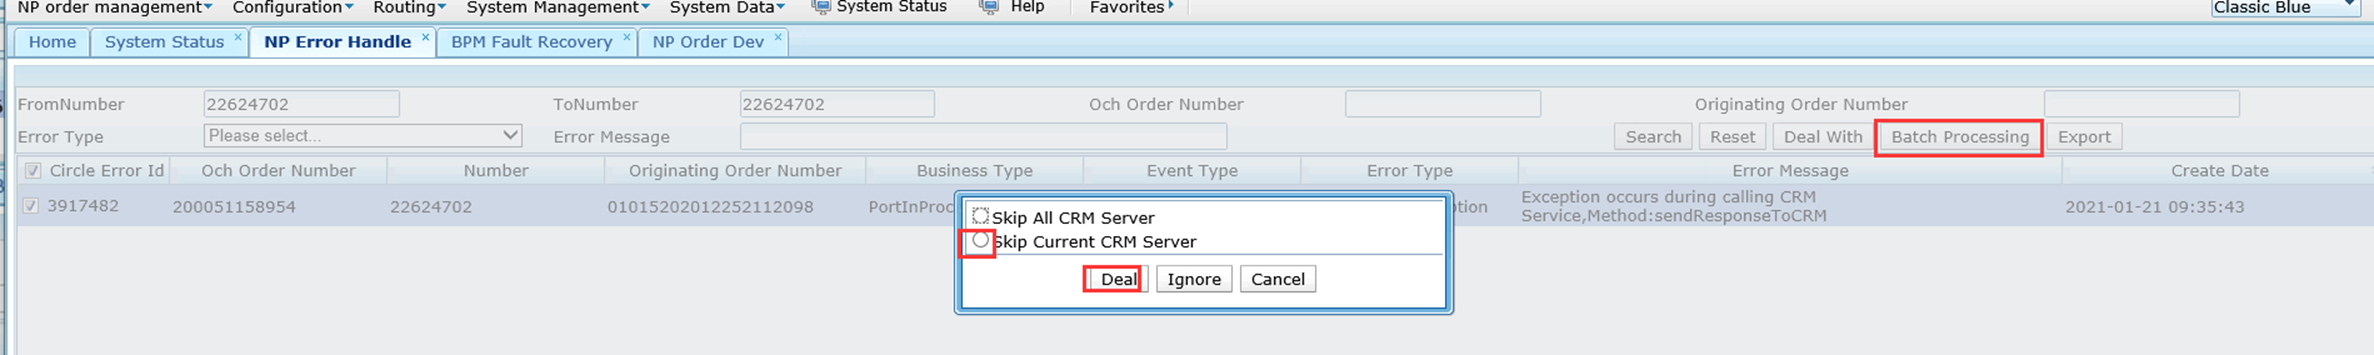 NP order management Configuration Routing System Management System Data System Status Help Favorites Classic Blue
Home System Status × NP Error Handle × BPM Fault Recovery × NP Order Dev ×
FromNumber 22624702 ToNumber 22624702 Och Order Number Originating Order Number
Error Type Please select... Error Message Search Reset Deal With Batch Processing Export
Circle Error Id Och Order Number Number Originating Order Number Business Type Event Type Error Type Error Message Create Date
3917482 200051158954 22624702 01015202012252112098 PortInProc tion Exception occurs during calling CRM
Service,Method:sendResponseToCRM 2021-01-21 09:35:43
Skip All CRM Server
Skip Current CRM Server
Deal Ignore Cancel